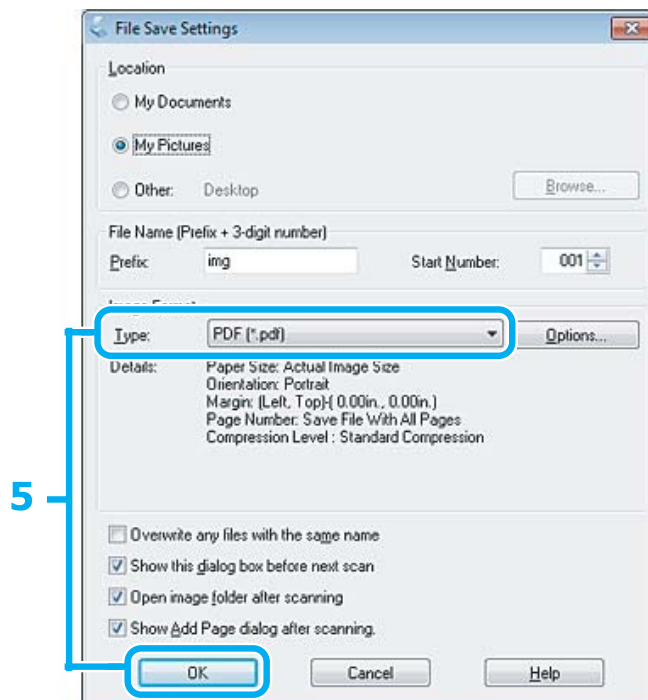 File Save Settings
Location
My Documents
My Pictures
Other: Desktop Browse...
File Name (Prefix + 3-digit number)
Prefix: img Start Number: 001
Image Format
Type: PDF (*.pdf) Options...
Details: Paper Size: Actual Image Size
Orientation: Portrait
Margin: (Left, Top)-( 0.00in., 0.00in.)
Page Number: Save File With All Pages
Compression Level : Standard Compression
5
Overwrite any files with the same name
Show this dialog box before next scan
Open image folder after scanning
Show Add Page dialog after scanning.
OK Cancel Help